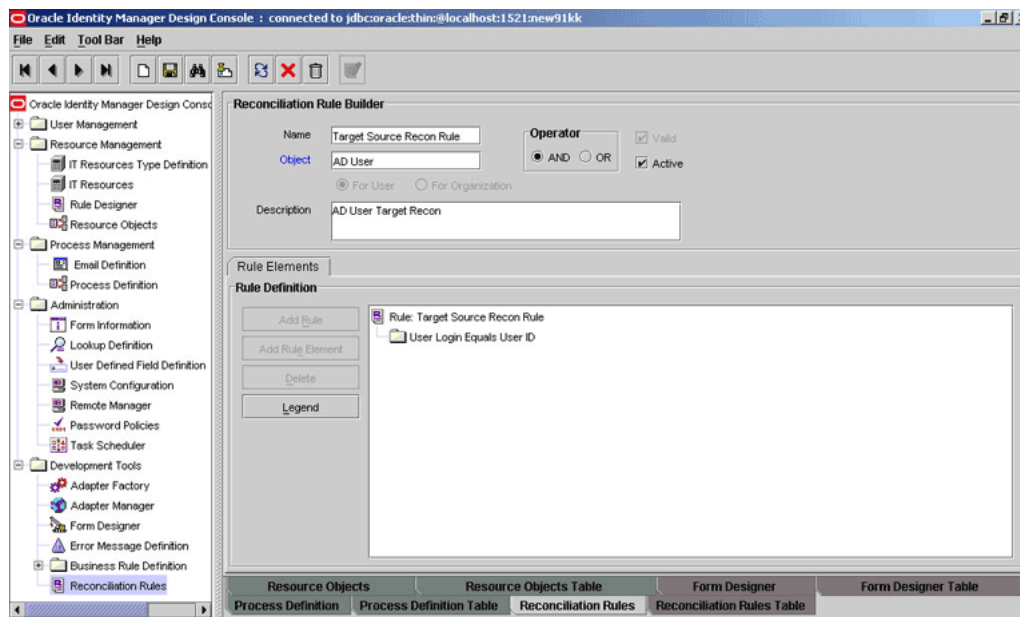 Oracle Identity Manager Design Console : connected to jdbc:oracle:thin:@localhost:1521:new91kk
File Edit Tool Bar Help
Oracle Identity Manager Design Consc
User Management
Resource Management
IT Resources Type Definition
IT Resources
Rule Designer
Resource Objects
Process Management
Email Definition
Process Definition
Administration
Form Information
Lookup Definition
User Defined Field Definition
System Configuration
Remote Manager
Password Policies
Task Scheduler
Development Tools
Adapter Factory
Adapter Manager
Form Designer
Error Message Definition
Business Rule Definition
Reconciliation Rules
Reconciliation Rule Builder
Name Target Source Recon Rule
Operator
Valid
Object AD User
AND OR
Active
For User For Organization
Description AD User Target Recon
Rule Elements
Rule Definition
Add Rule
Add Rule Element
Delete
Legend
Rule: Target Source Recon Rule
User Login Equals User ID
Resource Objects Resource Objects Table Form Designer Form Designer Table
Process Definition Process Definition Table Reconciliation Rules Reconciliation Rules Table